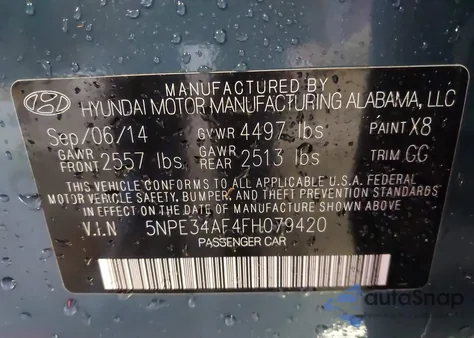 MANUFACTURED BY
HYUNDAI MOTOR MANUFACTURING ALABAMA, LLC
Sep/06/14 GVWR 4497 lbs PAINT X8
GAWR FRONT 2557 lbs. GAWR REAR 2513 lbs TRIM GG
THIS VEHICLE CONFORMS TO ALL APPLICABLE U.S.A. FEDERAL
MOTOR VEHICLE SAFETY, BUMPER, AND THEFT PREVENTION STANDARDS
IN EFFECT ON THE DATE OF MANUFACTURE SHOWN ABOVE.
V.I.N 5NPE34AF4FH079420
PASSENGER CAR
autoSnap